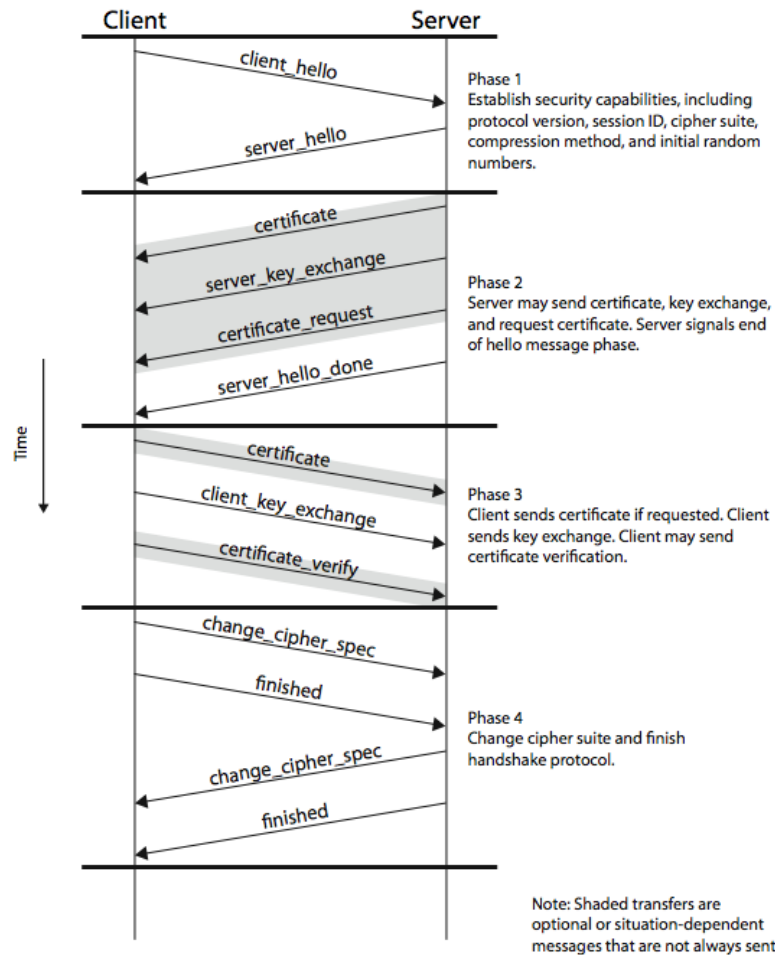 Client
Server
client_hello
Phase 1
Establish security capabilities, including
protocol version, session ID, cipher suite,
compression method, and initial random
numbers.
server_hello
certificate
server_key_exchange
Phase 2
Server may send certificate, key exchange,
and request certificate. Server signals end
of hello message phase.
certificate_request
server_hello_done
Time
certificate
client_key_exchange
Phase 3
Client sends certificate if requested. Client
sends key exchange. Client may send
certificate verification.
certificate_verify
change_cipher_spec
finished
Phase 4
Change cipher suite and finish
handshake protocol.
change_cipher_spec
finished
Note: Shaded transfers are
optional or situation-dependent
messages that are not always sent